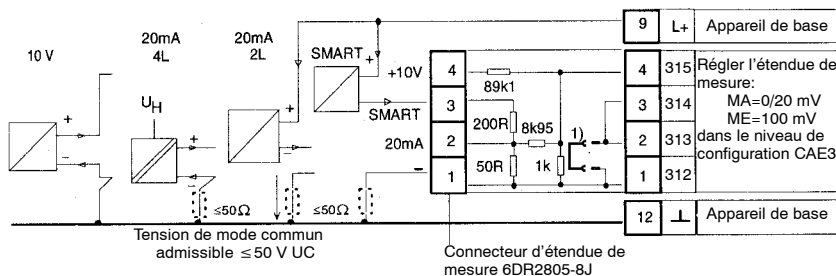 10 V
20mA
4L
20mA
2L
SMART
+10V
SMART
20mA
U_H
+
−
+
−
+
−
+
−
≤50Ω
≤50Ω
Tension de mode commun
admissible ≤50 V UC
4
3
2
1
89k1
200R
8k95
50R
1k
1)
Connecteur d'étendue de
mesure 6DR2805-8J
9 L+ Appareil de base
4 315
3 314
2 313
1 312
Régler l'étendue de
mesure:
MA=0/20 mV
ME=100 mV
dans le niveau de
configuration CAE3
12 ⊥ Appareil de base